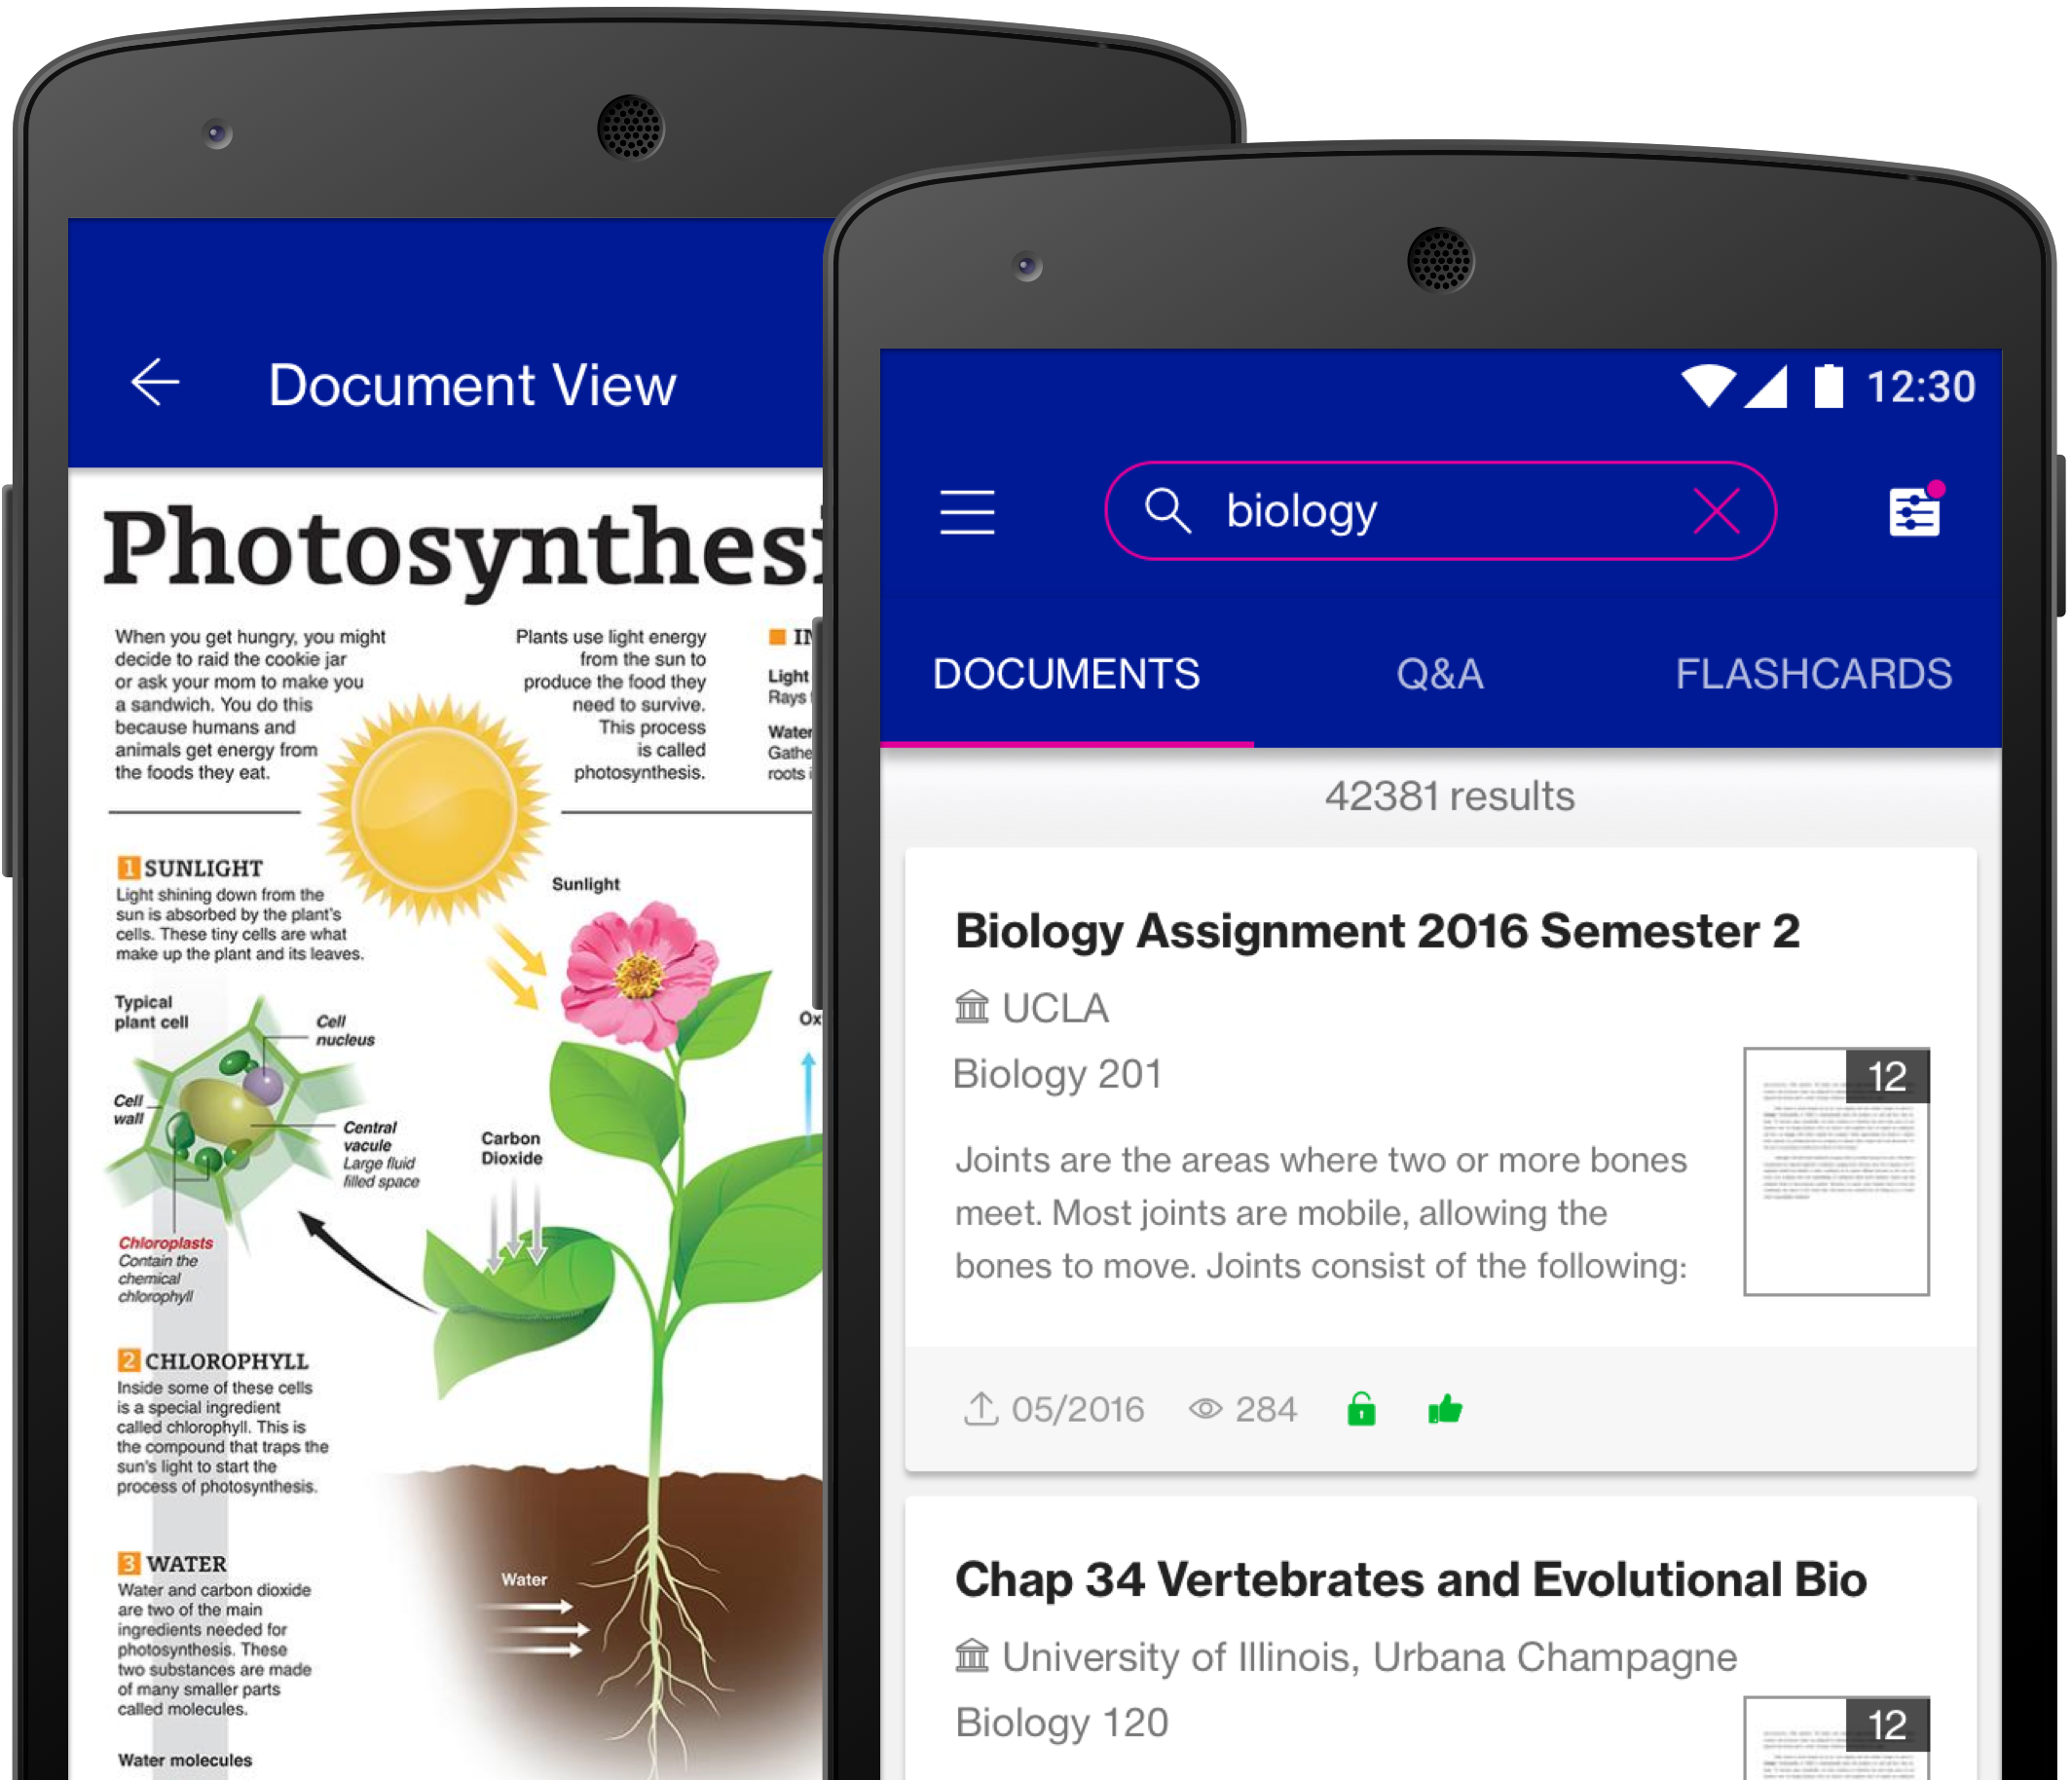 Document View
Photosynthesi
When you get hungry, you might
decide to raid the cookie jar
or ask your mom to make you
a sandwich. You do this
because humans and
animals get energy from
the foods they eat.
Plants use light energy
from the sun to
produce the food they
need to survive.
This process
is called
photosynthesis.
IN
Light
Rays
Water
Gathe
roots i
1 SUNLIGHT
Light shining down from the
sun is absorbed by the plant's
cells. These tiny cells are what
make up the plant and its leaves.
Sunlight
Typical
plant cell
Cell
nucleus
Cell
wall
Central
vacule
Large fluid
filled space
Chloroplasts
Contain the
chemical
chlorophyll
Carbon
Dioxide
Ox
2 CHLOROPHYLL
Inside some of these cells
is a special ingredient
called chlorophyll. This is
the compound that traps the
sun's light to start the
process of photosynthesis.
3 WATER
Water and carbon dioxide
are two of the main
ingredients needed for
photosynthesis. These
two substances are made
of many smaller parts
called molecules.
Water
Water molecules
12:30
biology
DOCUMENTS Q&A FLASHCARDS
42381 results
Biology Assignment 2016 Semester 2
UCLA
Biology 201
12
Joints are the areas where two or more bones
meet. Most joints are mobile, allowing the
bones to move. Joints consist of the following:
05/2016 284
Chap 34 Vertebrates and Evolutional Bio
University of Illinois, Urbana Champagne
Biology 120
12